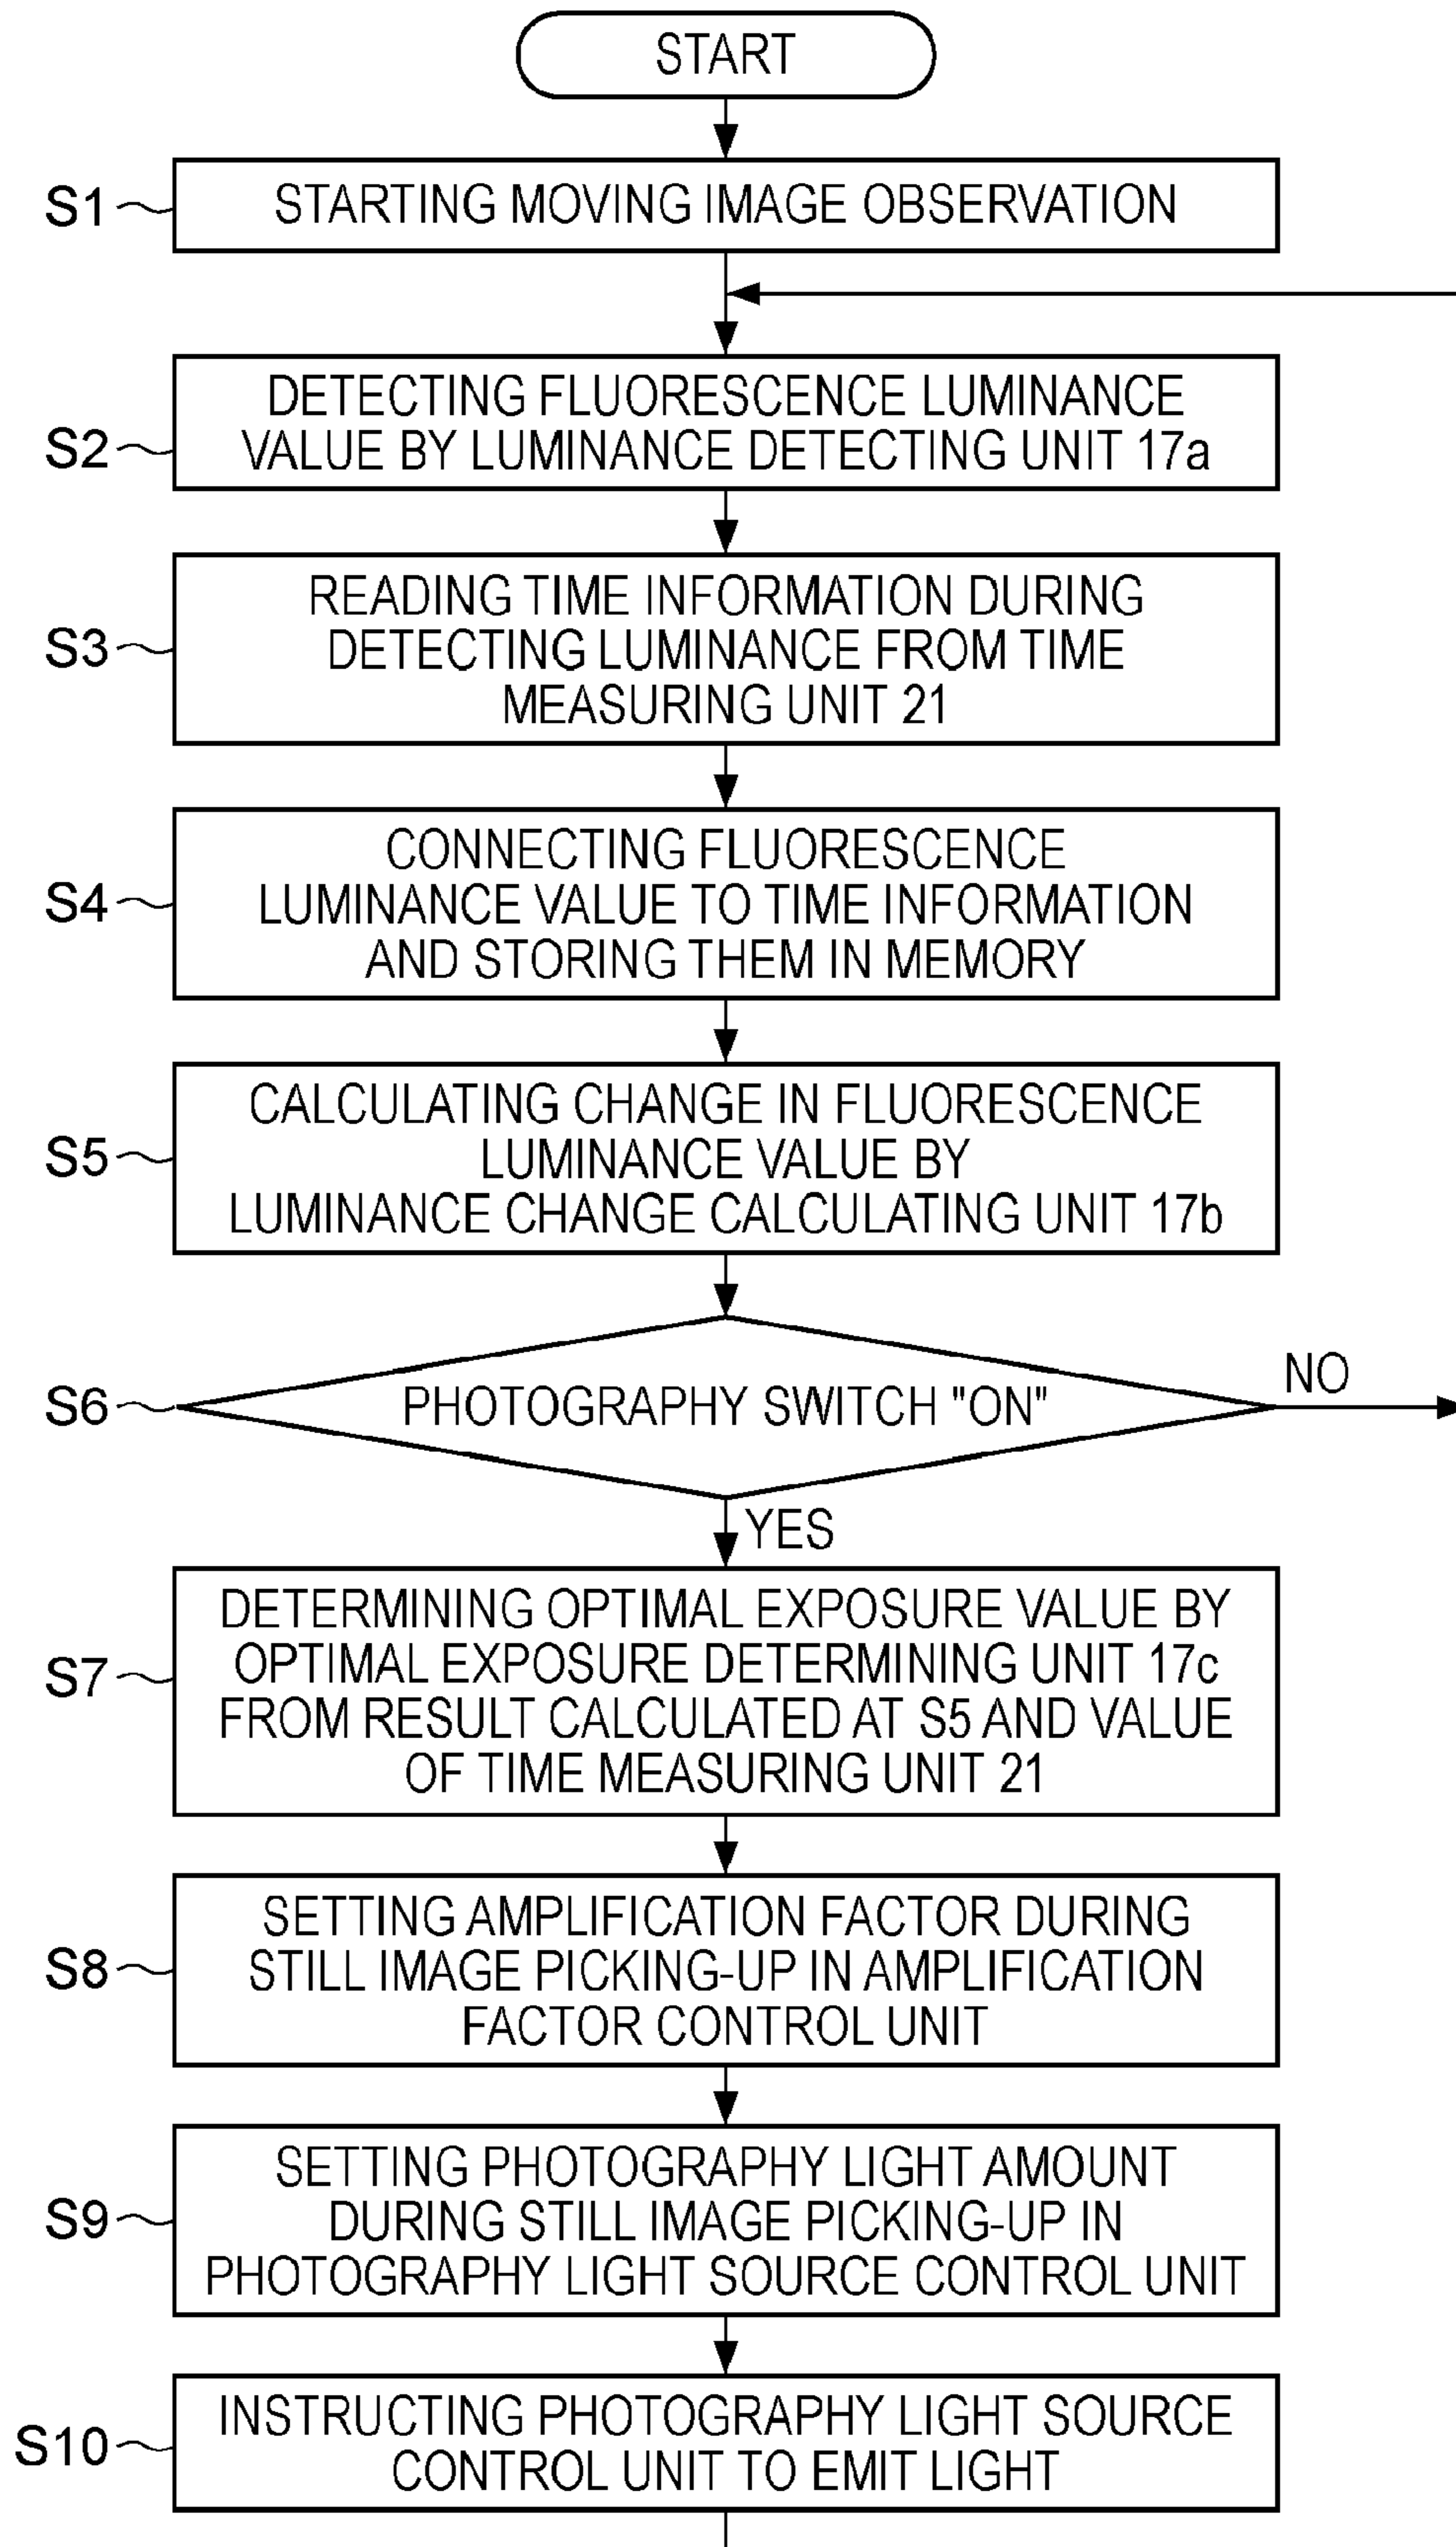 START
S1
STARTING MOVING IMAGE OBSERVATION
S2
DETECTING FLUORESCENCE LUMINANCE
VALUE BY LUMINANCE DETECTING UNIT 17a
S3
READING TIME INFORMATION DURING
DETECTING LUMINANCE FROM TIME
MEASURING UNIT 21
S4
CONNECTING FLUORESCENCE
LUMINANCE VALUE TO TIME INFORMATION
AND STORING THEM IN MEMORY
S5
CALCULATING CHANGE IN FLUORESCENCE
LUMINANCE VALUE BY
LUMINANCE CHANGE CALCULATING UNIT 17b
S6
PHOTOGRAPHY SWITCH "ON"
NO
YES
S7
DETERMINING OPTIMAL EXPOSURE VALUE BY
OPTIMAL EXPOSURE DETERMINING UNIT 17c
FROM RESULT CALCULATED AT S5 AND VALUE
OF TIME MEASURING UNIT 21
S8
SETTING AMPLIFICATION FACTOR DURING
STILL IMAGE PICKING-UP IN AMPLIFICATION
FACTOR CONTROL UNIT
S9
SETTING PHOTOGRAPHY LIGHT AMOUNT
DURING STILL IMAGE PICKING-UP IN
PHOTOGRAPHY LIGHT SOURCE CONTROL UNIT
S10
INSTRUCTING PHOTOGRAPHY LIGHT SOURCE
CONTROL UNIT TO EMIT LIGHT